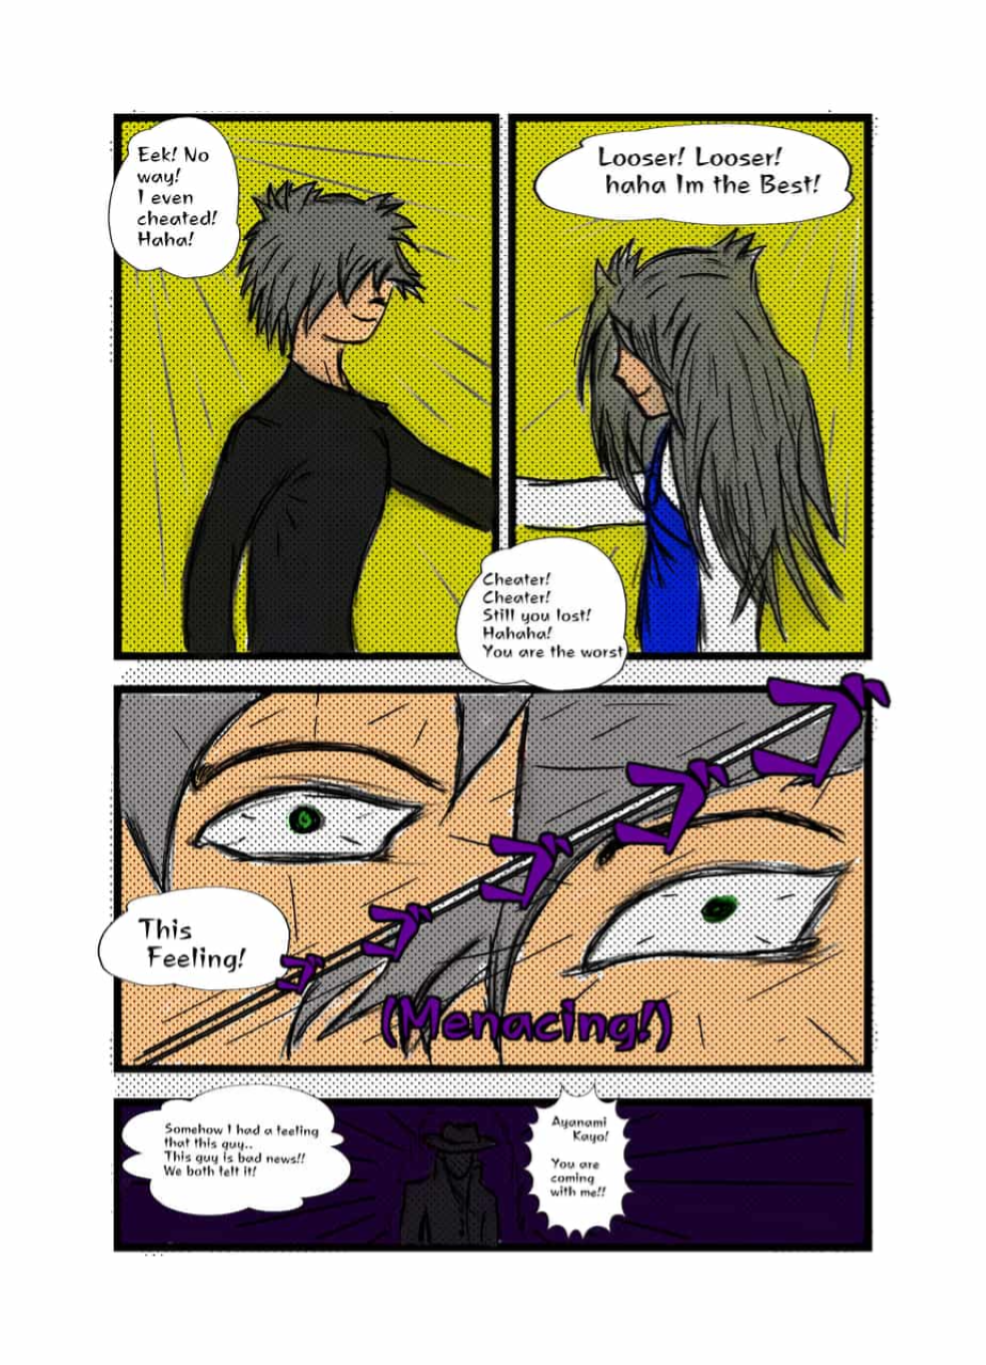 Eek! No
way!
I even
cheated!
Haha!
Looser! Looser!
haha Im the Best!
Cheater!
Cheater!
Still you lost!
Hahaha!
You are the worst
ゴ
ゴ
ゴ
ゴ
ゴ
This
Feeling!
(Menacing!)
Somehow I had a feeling
that this guy..
This guy is bad news!!
We both felt it!
Ayanami
Kayo!
You are
coming
with me!!